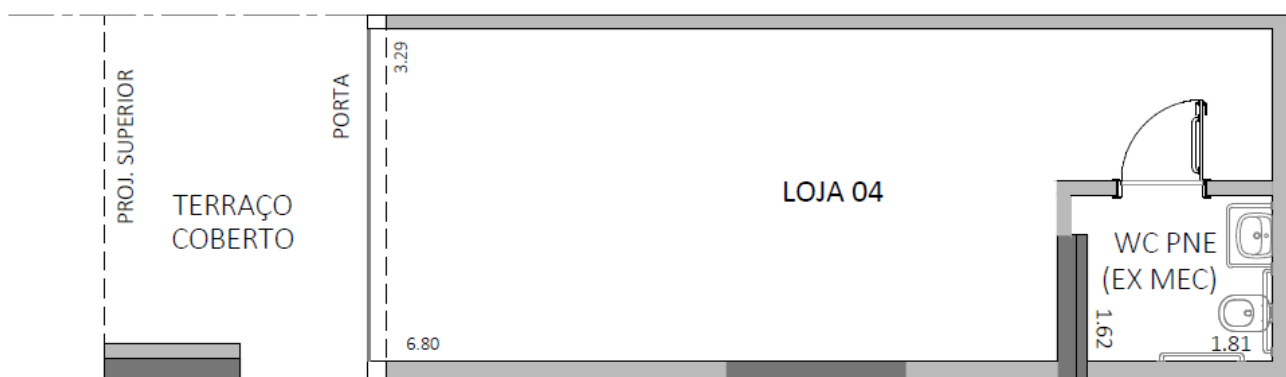 PROJ. SUPERIOR
TERRAÇO
COBERTO
PORTA
3.29
6.80
LOJA 04
WC PNE
(EX MEC)
1.62
1.81